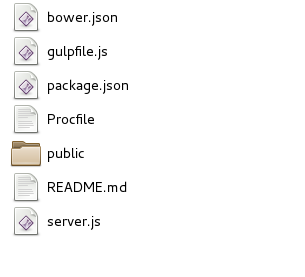 bower.json
gulpfile.js
package.json
Procfile
public
README.md
server.js